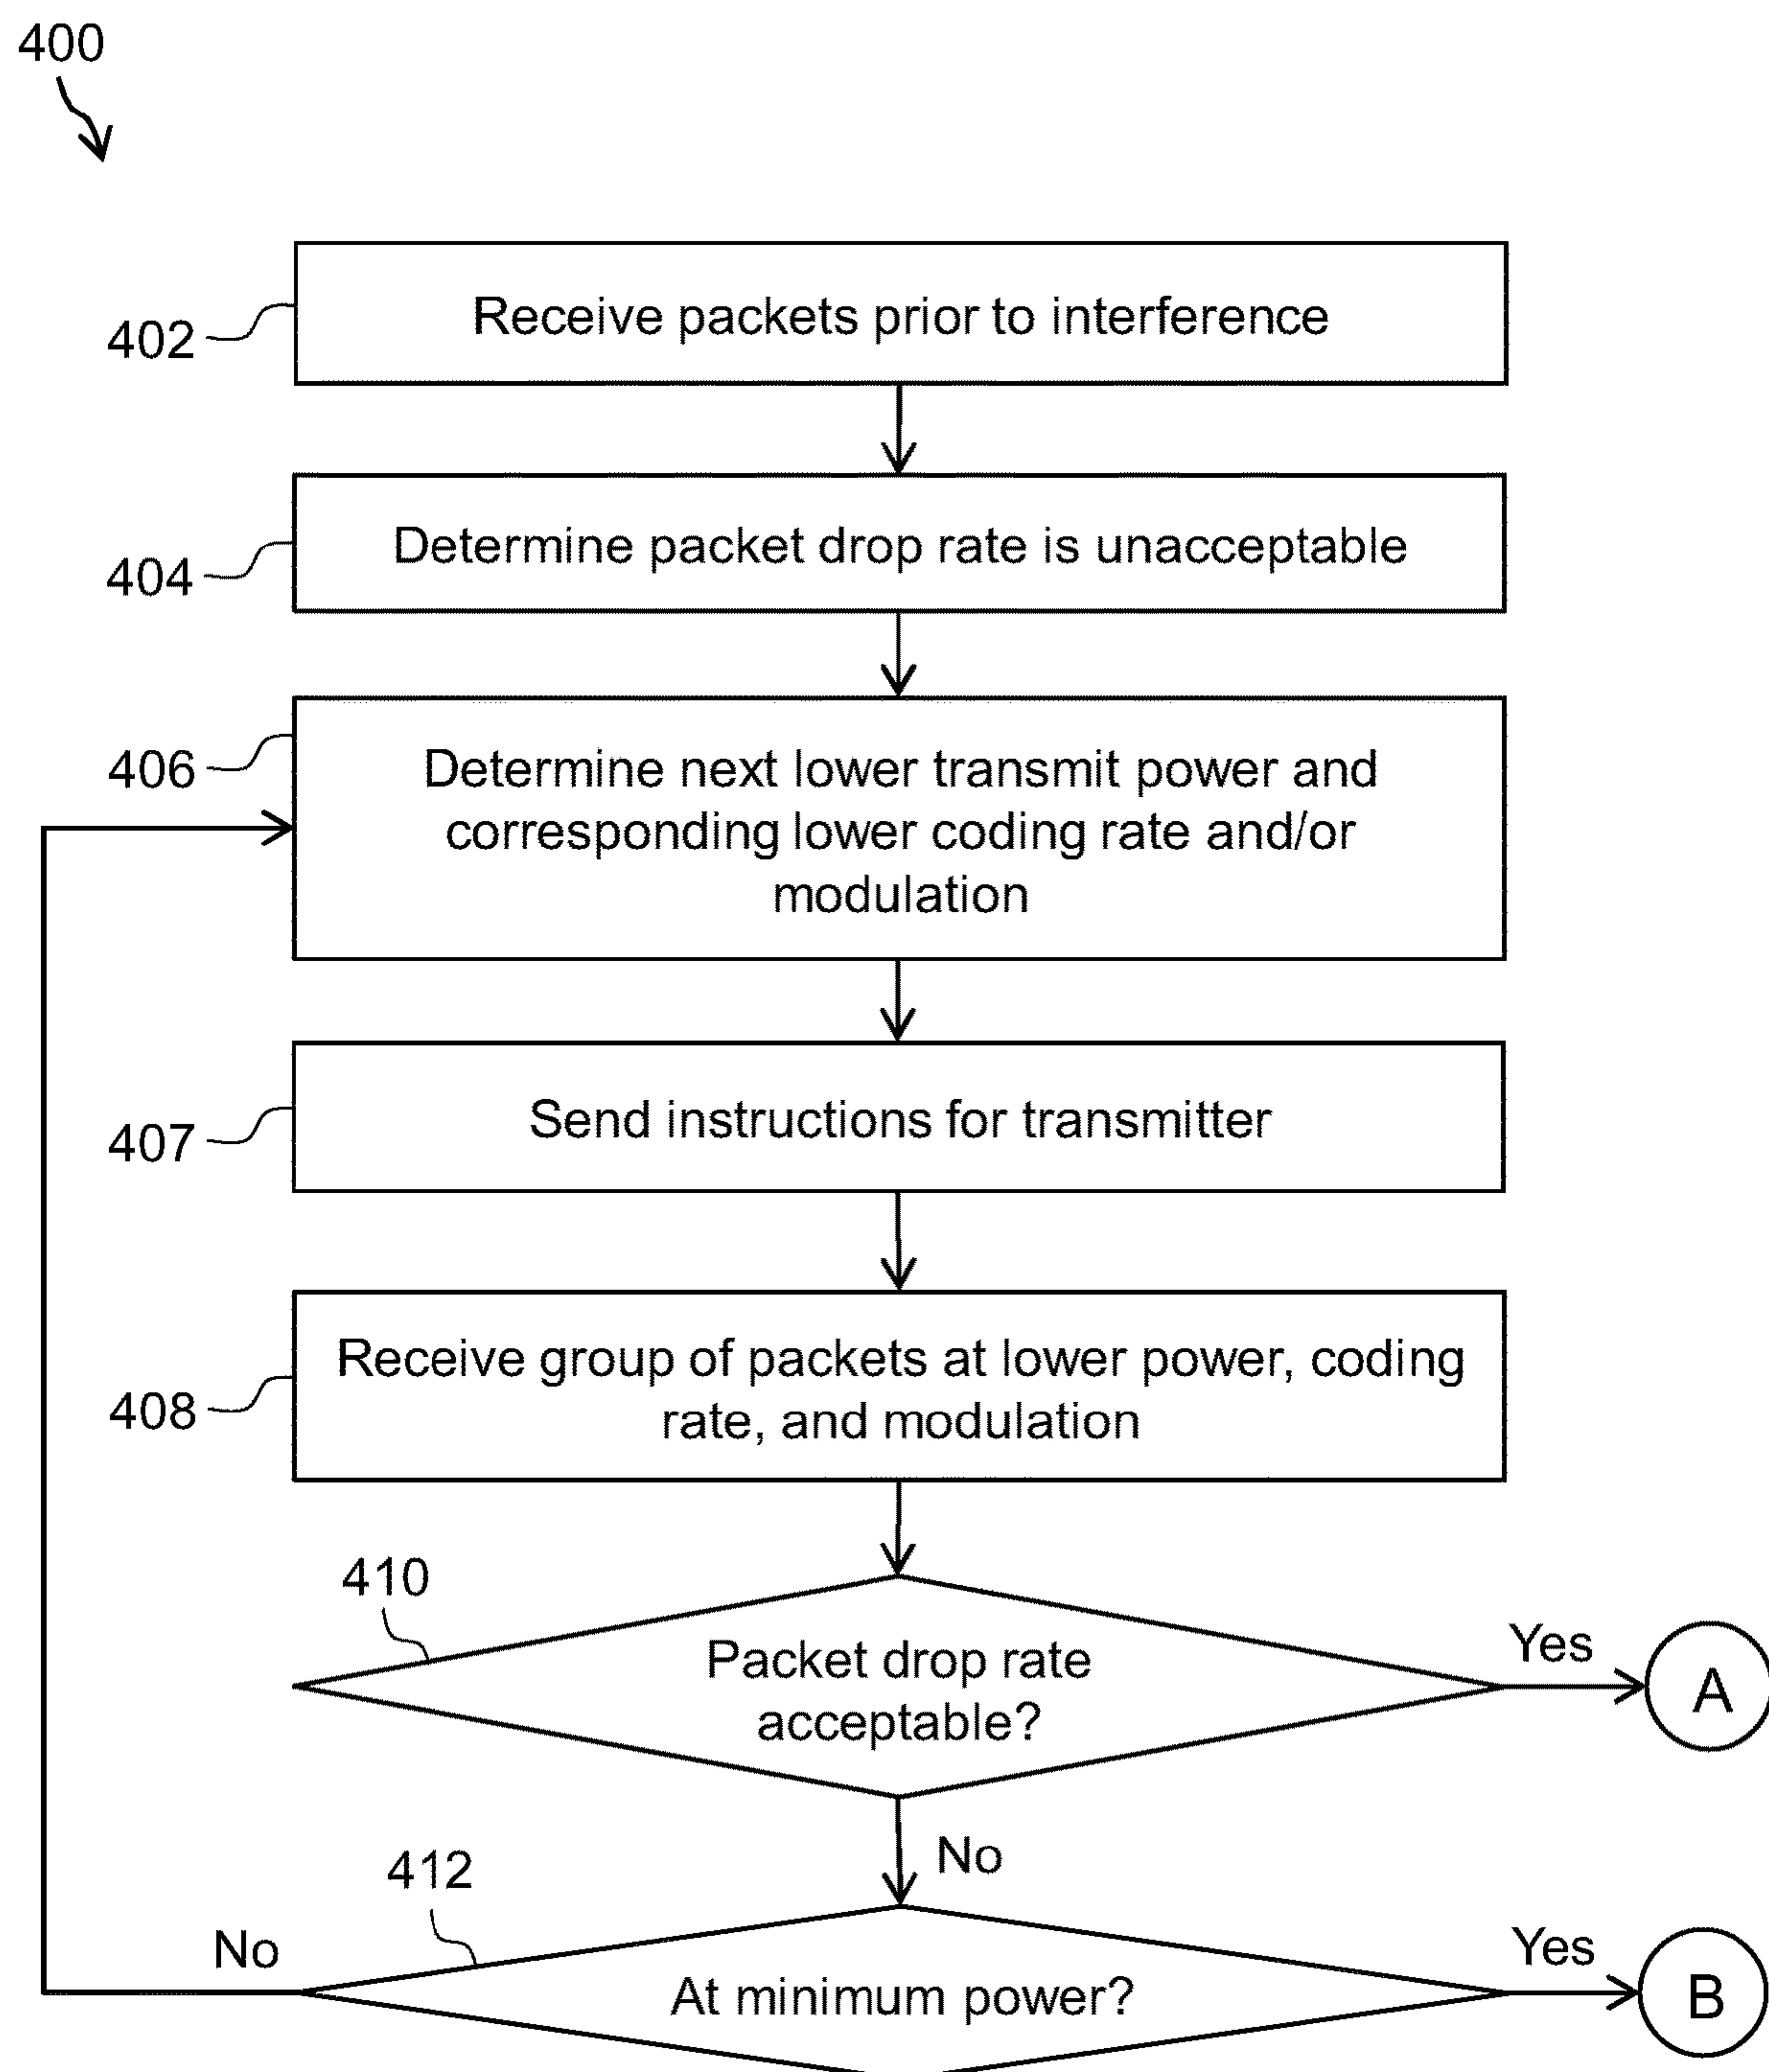 400
Receive packets prior to interference
402
Determine packet drop rate is unacceptable
404
Determine next lower transmit power and
corresponding lower coding rate and/or
modulation
406
Send instructions for transmitter
407
Receive group of packets at lower power, coding
rate, and modulation
408
410
Packet drop rate
acceptable?
Yes
A
No
412
At minimum power?
No
Yes
B